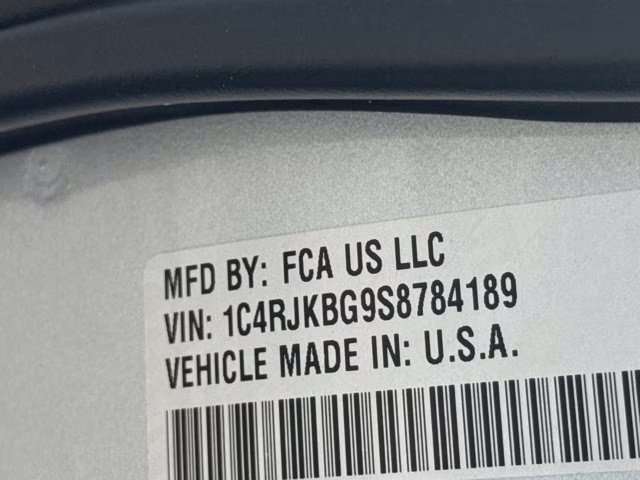 MFD BY: FCA US LLC
VIN: 1C4RJKBG9S8784189
VEHICLE MADE IN: U.S.A.